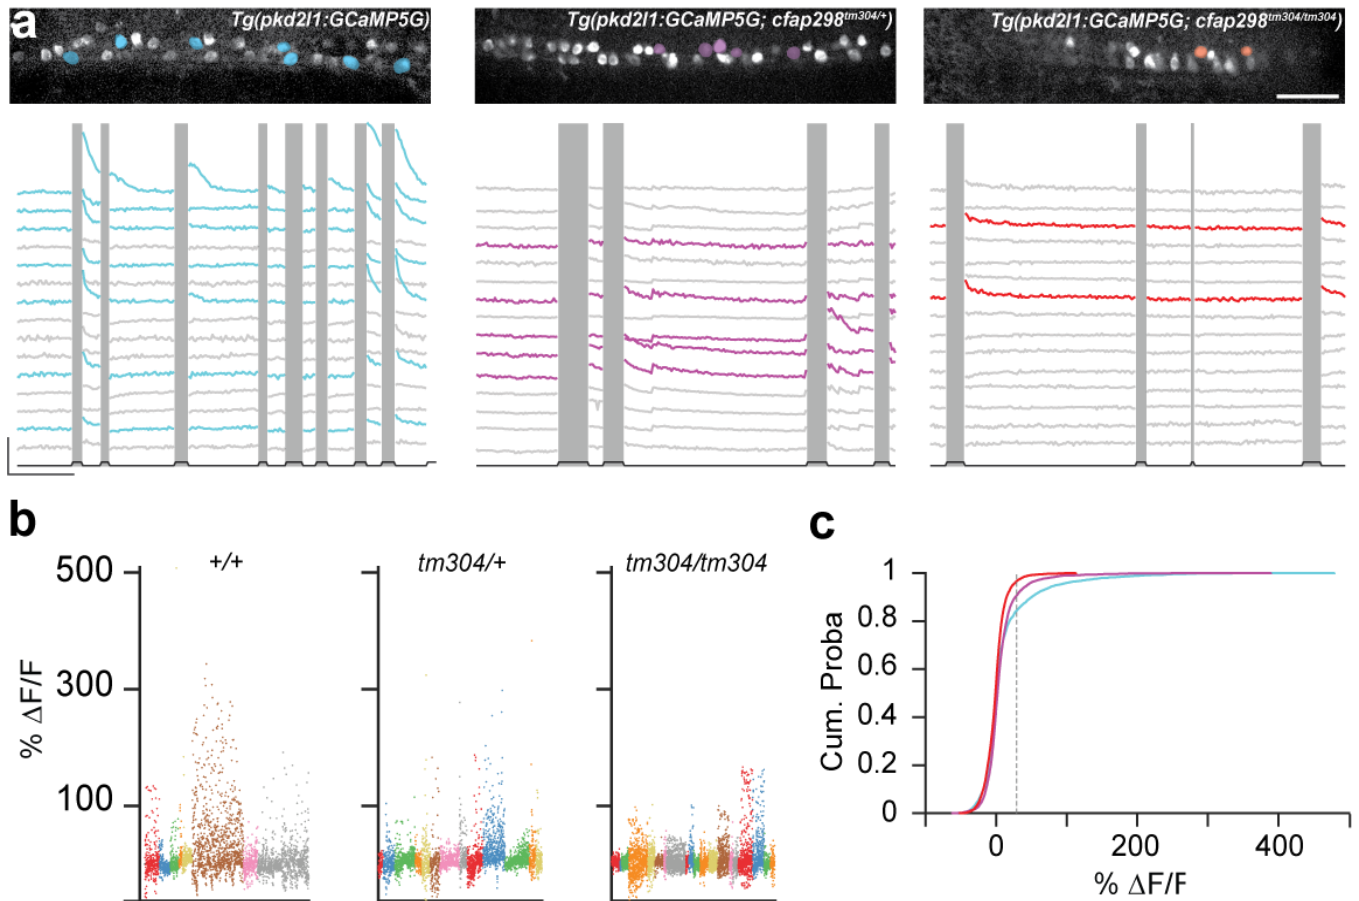 a
Tg(pkd2l1:GCaMP5G)
Tg(pkd2l1:GCaMP5G; cfap298tm304/+)
Tg(pkd2l1:GCaMP5G; cfap298tm304/tm304)
b
+/+
tm304/+
tm304/tm304
500
300
100
% ΔF/F
c
1
0.8
0.6
0.4
0.2
0
Cum. Proba
0
200
400
% ΔF/F